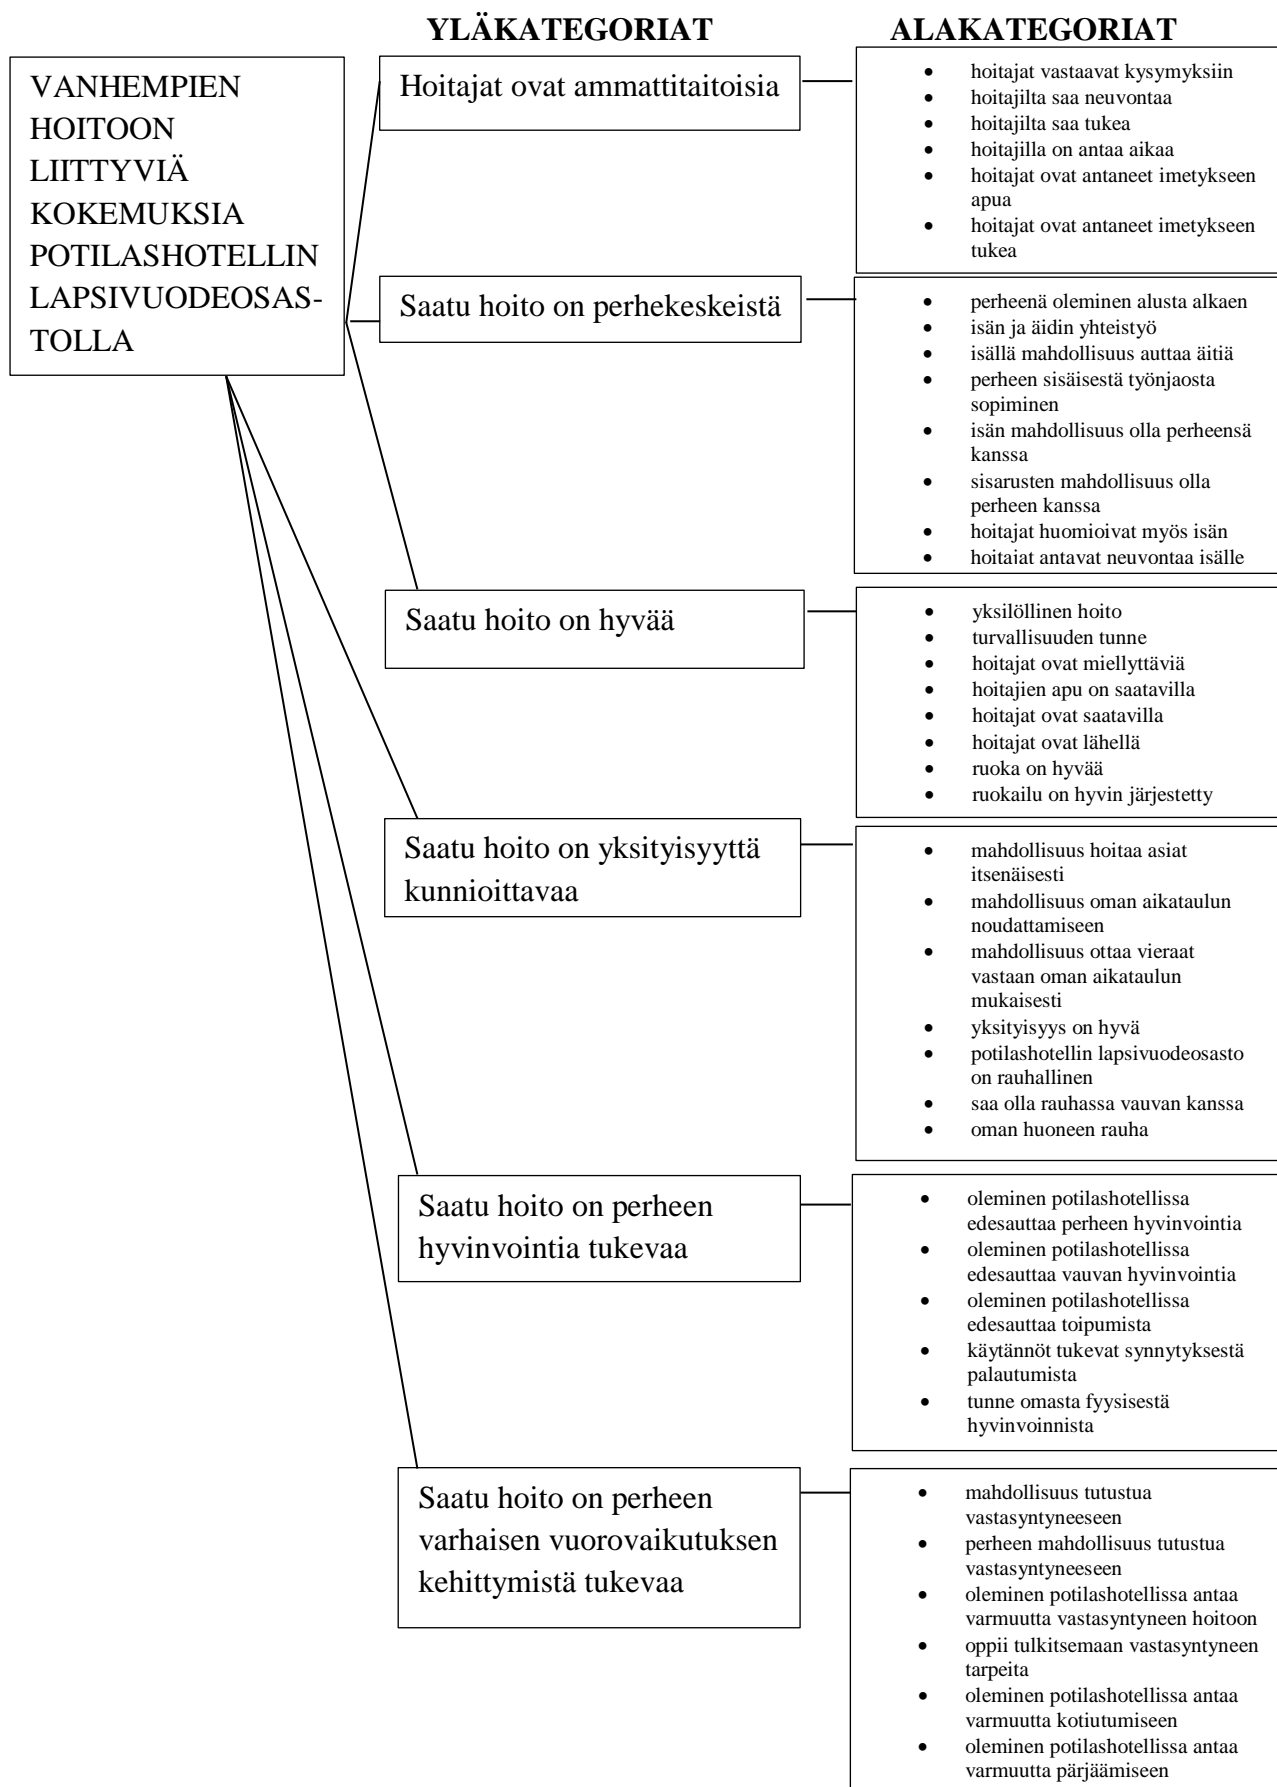 YLÄKATEGORIAT
ALAKATEGORIAT
VANHEMPIEN
HOITOON
LIITTYVIÄ
KOKEMUKSIA
POTILASHOTELLIN
LAPSIVUODEOSAS-
TOLLA
Hoitajat ovat ammattitaitoisia
• hoitajat vastaavat kysymyksiin
• hoitajilta saa neuvontaa
• hoitajilta saa tukea
• hoitajilla on antaa aikaa
• hoitajat ovat antaneet imetykseen
apua
• hoitajat ovat antaneet imetykseen
tukea
Saatu hoito on perhekeskeistä
• perheenä oleminen alusta alkaen
• isän ja äidin yhteistyö
• isällä mahdollisuus auttaa äitiä
• perheen sisäisestä työnjaosta
sopiminen
• isän mahdollisuus olla perheensä
kanssa
• sisarusten mahdollisuus olla
perheen kanssa
• hoitajat huomioivat myös isän
• hoitajat antavat neuvontaa isälle
Saatu hoito on hyvää
• yksilöllinen hoito
• turvallisuuden tunne
• hoitajat ovat miellyttäviä
• hoitajien apu on saatavilla
• hoitajat ovat saatavilla
• hoitajat ovat lähellä
• ruoka on hyvää
• ruokailu on hyvin järjestetty
Saatu hoito on yksityisyyttä
kunnioittavaa
• mahdollisuus hoitaa asiat
itsenäisesti
• mahdollisuus oman aikataulun
noudattamiseen
• mahdollisuus ottaa vieraat
vastaan oman aikataulun
mukaisesti
• yksityisyys on hyvä
• potilashotellin lapsivuodeosasto
on rauhallinen
• saa olla rauhassa vauvan kanssa
• oman huoneen rauha
Saatu hoito on perheen
hyvinvointia tukevaa
• oleminen potilashotellissa
edesauttaa perheen hyvinvointia
• oleminen potilashotellissa
edesauttaa vauvan hyvinvointia
• oleminen potilashotellissa
edesauttaa toipumista
• käytännöt tukevat synnytyksestä
palautumista
• tunne omasta fyysisestä
hyvinvoinnista
Saatu hoito on perheen
varhaisen vuorovaikutuksen
kehittymistä tukevaa
• mahdollisuus tutustua
vastasyntyneeseen
• perheen mahdollisuus tutustua
vastasyntyneeseen
• oleminen potilashotellissa antaa
varmuutta vastasyntyneen hoitoon
• oppii tulkitsemaan vastasyntyneen
tarpeita
• oleminen potilashotellissa antaa
varmuutta kotiutumiseen
• oleminen potilashotellissa antaa
varmuutta pärjäämiseen